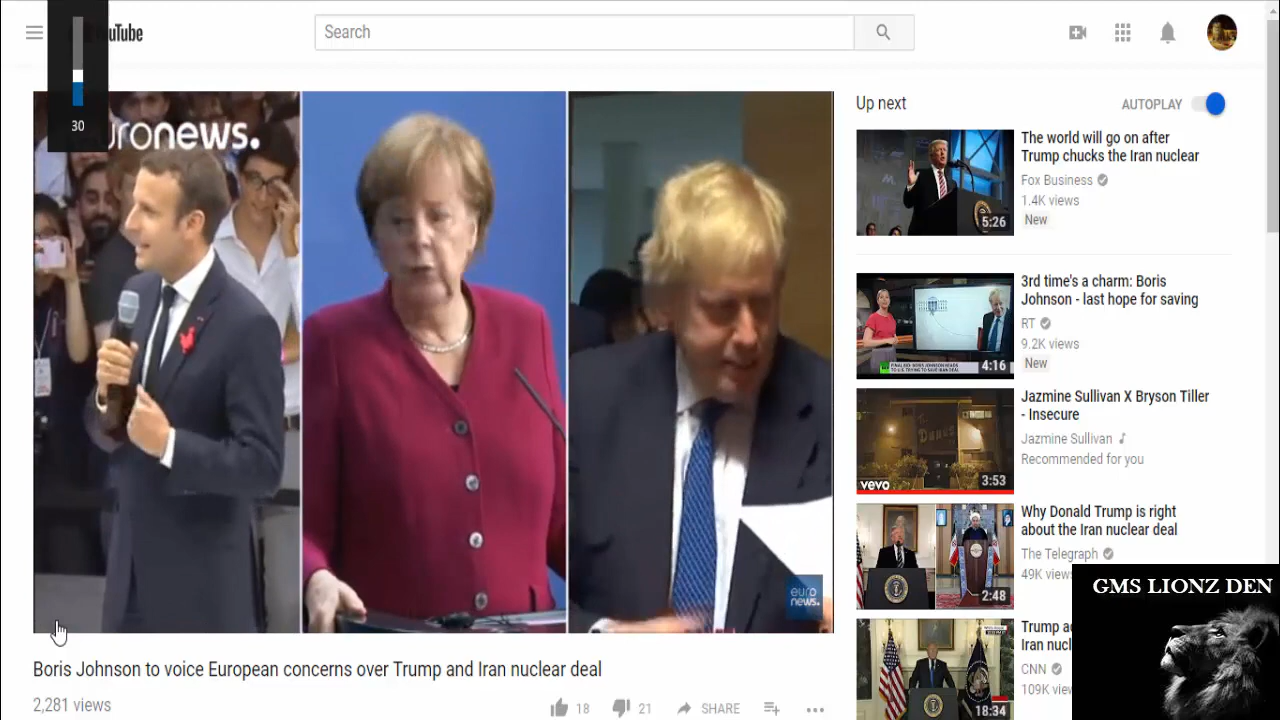 YouTube
Search
30
uronews.
euro
news.
Boris Johnson to voice European concerns over Trump and Iran nuclear deal
2,281 views
18
21
SHARE
Up next
AUTOPLAY
5:26
The world will go on after
Trump chucks the Iran nuclear
Fox Business
1.4K views
New
4:16
3rd time's a charm: Boris
Johnson - last hope for saving
RT
9.2K views
New
vevo
3:53
Jazmine Sullivan X Bryson Tiller
- Insecure
Jazmine Sullivan
Recommended for you
2:48
Why Donald Trump is right
about the Iran nuclear deal
The Telegraph
49K views
18:34
Trump a
Iran nucl
CNN
109K view
GMS LIONZ DEN